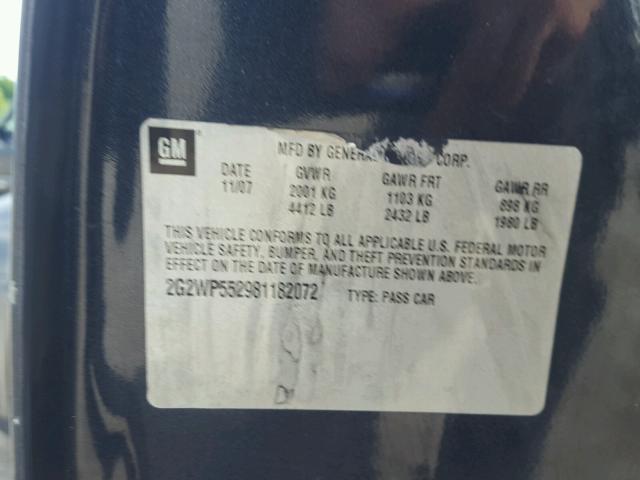 GM
MFD BY GENERAL CORP.
DATE GVWR GAWR FRT GAWR RR
11/07 2001 KG 1103 KG 898 KG
4412 LB 2432 LB 1980 LB
THIS VEHICLE CONFORMS TO ALL APPLICABLE U.S. FEDERAL MOTOR
VEHICLE SAFETY, BUMPER, AND THEFT PREVENTION STANDARDS IN
EFFECT ON THE DATE OF MANUFACTURE SHOWN ABOVE.
2G2WP552981182072 TYPE: PASS CAR